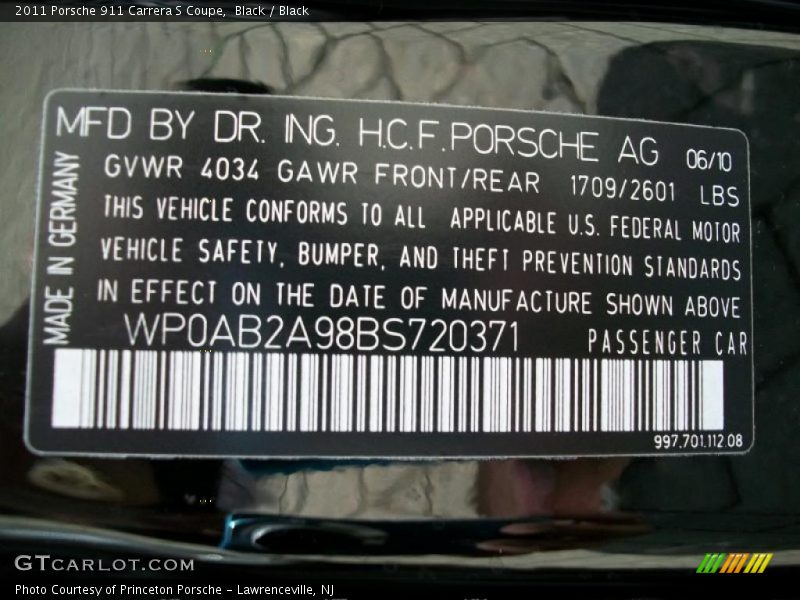 2011 Porsche 911 Carrera S Coupe,  Black / Black
MFD BY DR. ING. H.C.F. PORSCHE AG 06/10
GVWR 4034 GAWR FRONT/REAR 1709/2601 LBS
THIS VEHICLE CONFORMS TO ALL APPLICABLE U.S. FEDERAL MOTOR
VEHICLE SAFETY, BUMPER, AND THEFT PREVENTION STANDARDS
IN EFFECT ON THE DATE OF MANUFACTURE SHOWN ABOVE
WP0AB2A98BS720371 PASSENGER CAR
MADE IN GERMANY
997.701.112.08
GTCARLOT.COM
Photo Courtesy of Princeton Porsche - Lawrenceville, NJ